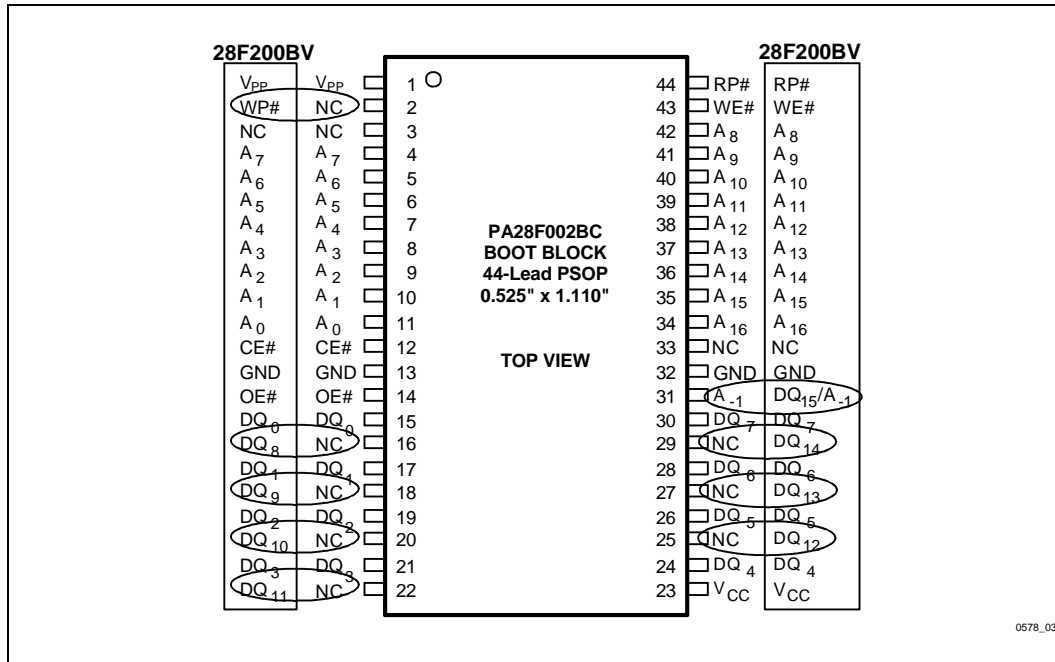 28F200BV 28F200BV
VPP VPP 1 44 RP# RP#
WP# NC 2 43 WE# WE#
NC NC 3 42 A8 A8
A7 A7 4 41 A9 A9
A6 A6 5 40 A10 A10
A5 A5 6 39 A11 A11
A4 A4 7 38 A12 A12
A3 A3 8 37 A13 A13
A2 A2 9 36 A14 A14
A1 A1 10 35 A15 A15
A0 A0 11 34 A16 A16
CE# CE# 12 33 NC NC
GND GND 13 32 GND GND
OE# OE# 14 31 A-1 DQ15/A-1
DQ0 DQ0 15 30 DQ7 DQ7
DQ8 NC 16 29 NC DQ14
DQ1 DQ1 17 28 DQ6 DQ6
DQ9 NC 18 27 NC DQ13
DQ2 DQ2 19 26 DQ5 DQ5
DQ10 NC 20 25 NC DQ12
DQ3 DQ3 21 24 DQ4 DQ4
DQ11 NC 22 23 VCC VCC
PA28F002BC
BOOT BLOCK
44-Lead PSOP
0.525" x 1.110"
TOP VIEW
0578_03